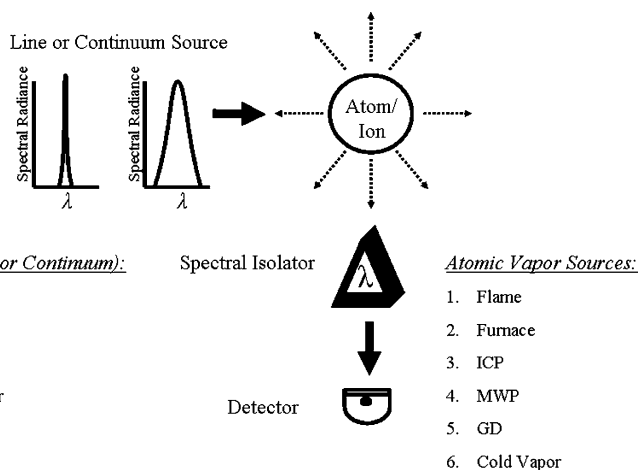 Line or Continuum Source
Spectral Radiance
Spectral Radiance
λ
λ
Atom/
Ion
or Continuum):
Spectral Isolator
λ
Atomic Vapor Sources:
1. Flame
2. Furnace
3. ICP
Detector
4. MWP
5. GD
6. Cold Vapor